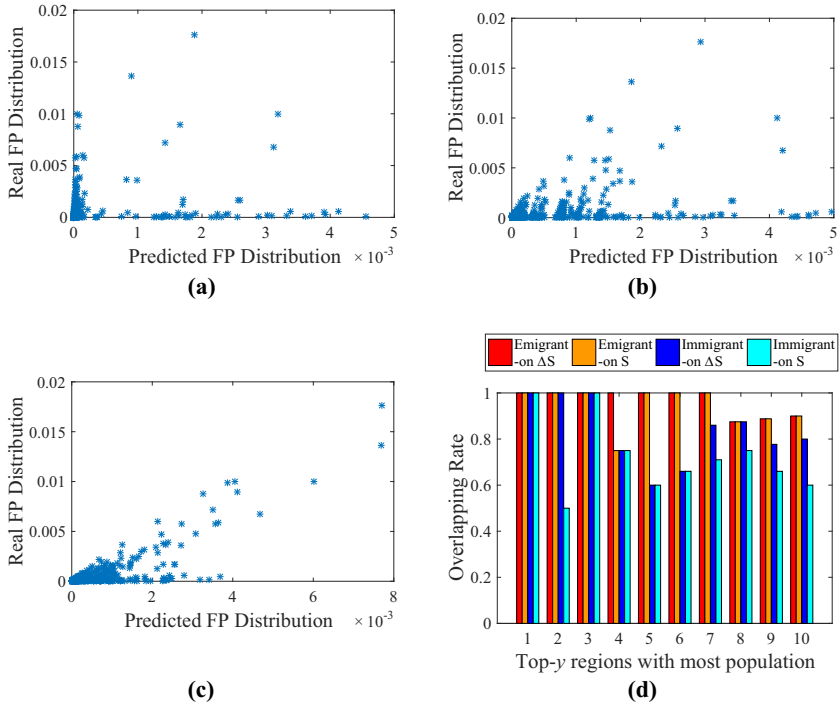 0.02
0.015
0.01
0.005
0
Real FP Distribution
0 1 2 3 4 5
Predicted FP Distribution × 10⁻³
(a)
0.02
0.015
0.01
0.005
0
Real FP Distribution
0 1 2 3 4 5
Predicted FP Distribution × 10⁻³
(b)
0.02
0.015
0.01
0.005
0
Real FP Distribution
0 2 4 6 8
Predicted FP Distribution × 10⁻³
(c)
Emigrant -on ΔS
Emigrant -on S
Immigrant -on ΔS
Immigrant -on S
1
0.8
0.6
0.4
0.2
0
Overlapping Rate
1 2 3 4 5 6 7 8 9 10
Top-y regions with most population
(d)